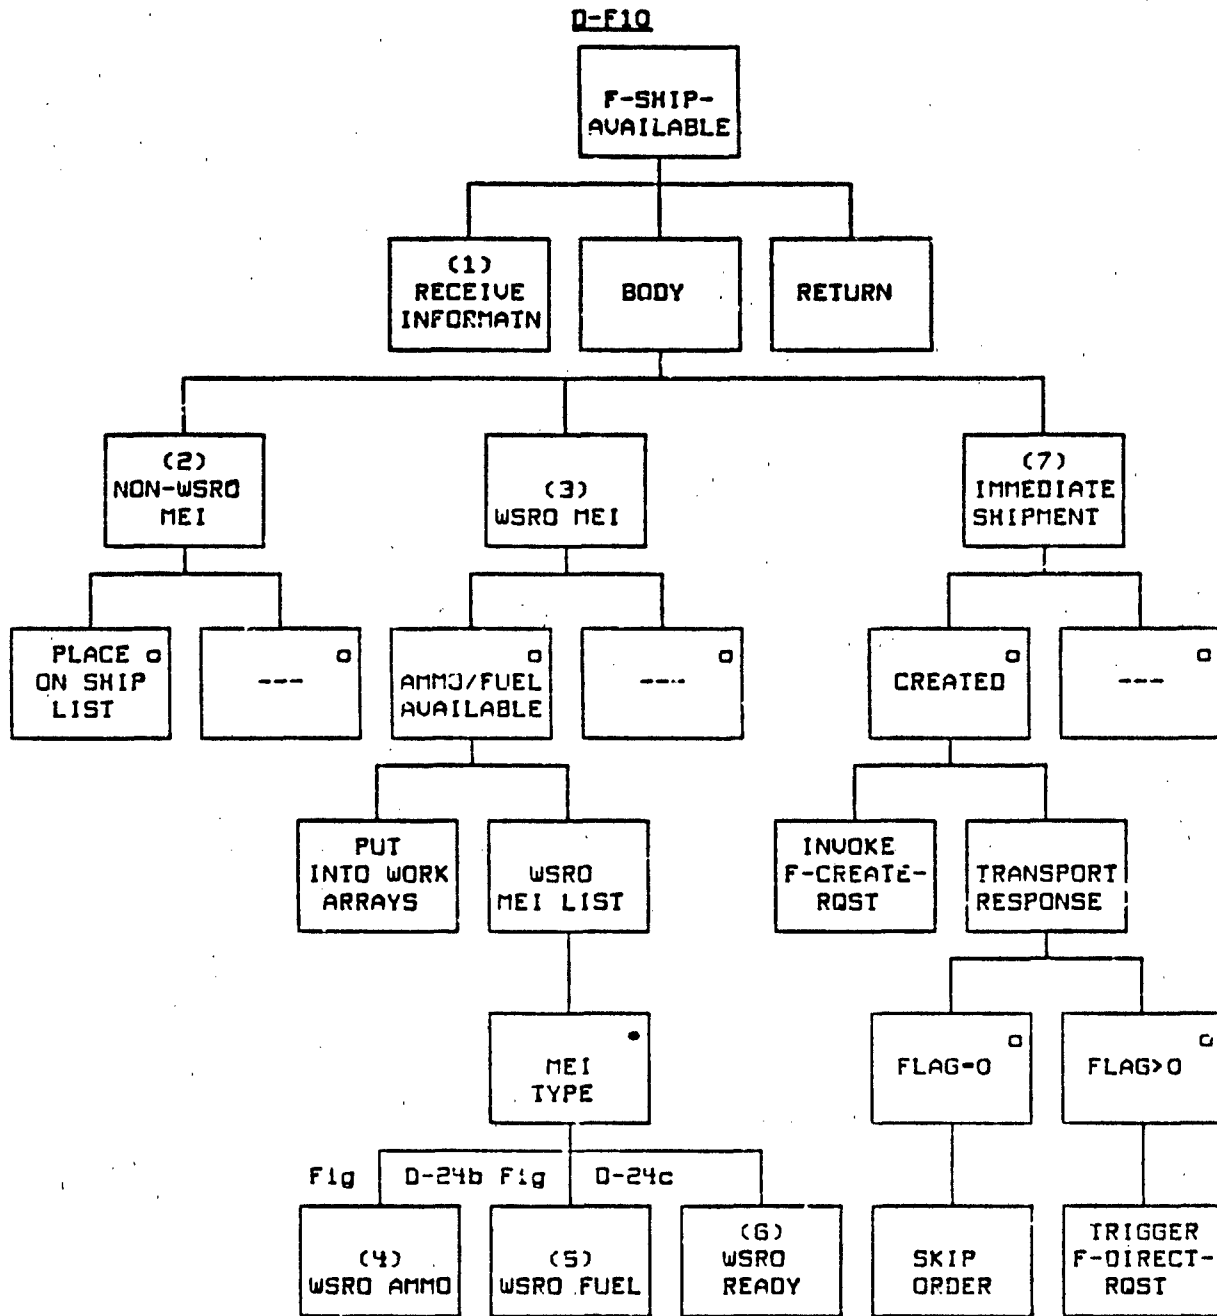 D-F10
F-SHIP-
AVAILABLE
(1)
RECEIVE
INFORMATN
BODY
RETURN
(2)
NON-WSRO
MEI
(3)
WSRO MEI
(7)
IMMEDIATE
SHIPMENT
PLACE
ON SHIP
LIST
---
AMMO/FUEL
AVAILABLE
---
CREATED
---
PUT
INTO WORK
ARRAYS
WSRO
MEI LIST
INVOKE
F-CREATE-
RQST
TRANSPORT
RESPONSE
MEI
TYPE
FLAG=0
FLAG>0
Fig D-24b Fig D-24c
(4)
WSRO AMMO
(5)
WSRO FUEL
(6)
WSRO
READY
SKIP
ORDER
TRIGGER
F-DIRECT-
RQST